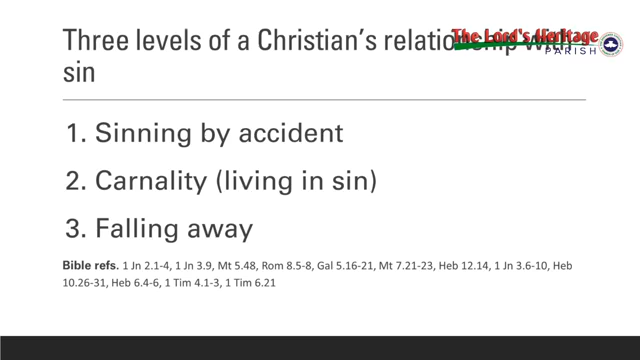 Three levels of a Christian's relationship with
sin
The Lord's Heritage
PARISH
1. Sinning by accident
2. Carnality (living in sin)
3. Falling away
Bible refs. 1 Jn 2.1-4, 1 Jn 3.9, Mt 5.48, Rom 8.5-8, Gal 5.16-21, Mt 7.21-23, Heb 12.14, 1 Jn 3.6-10, Heb
10.26-31, Heb 6.4-6, 1 Tim 4.1-3, 1 Tim 6.21